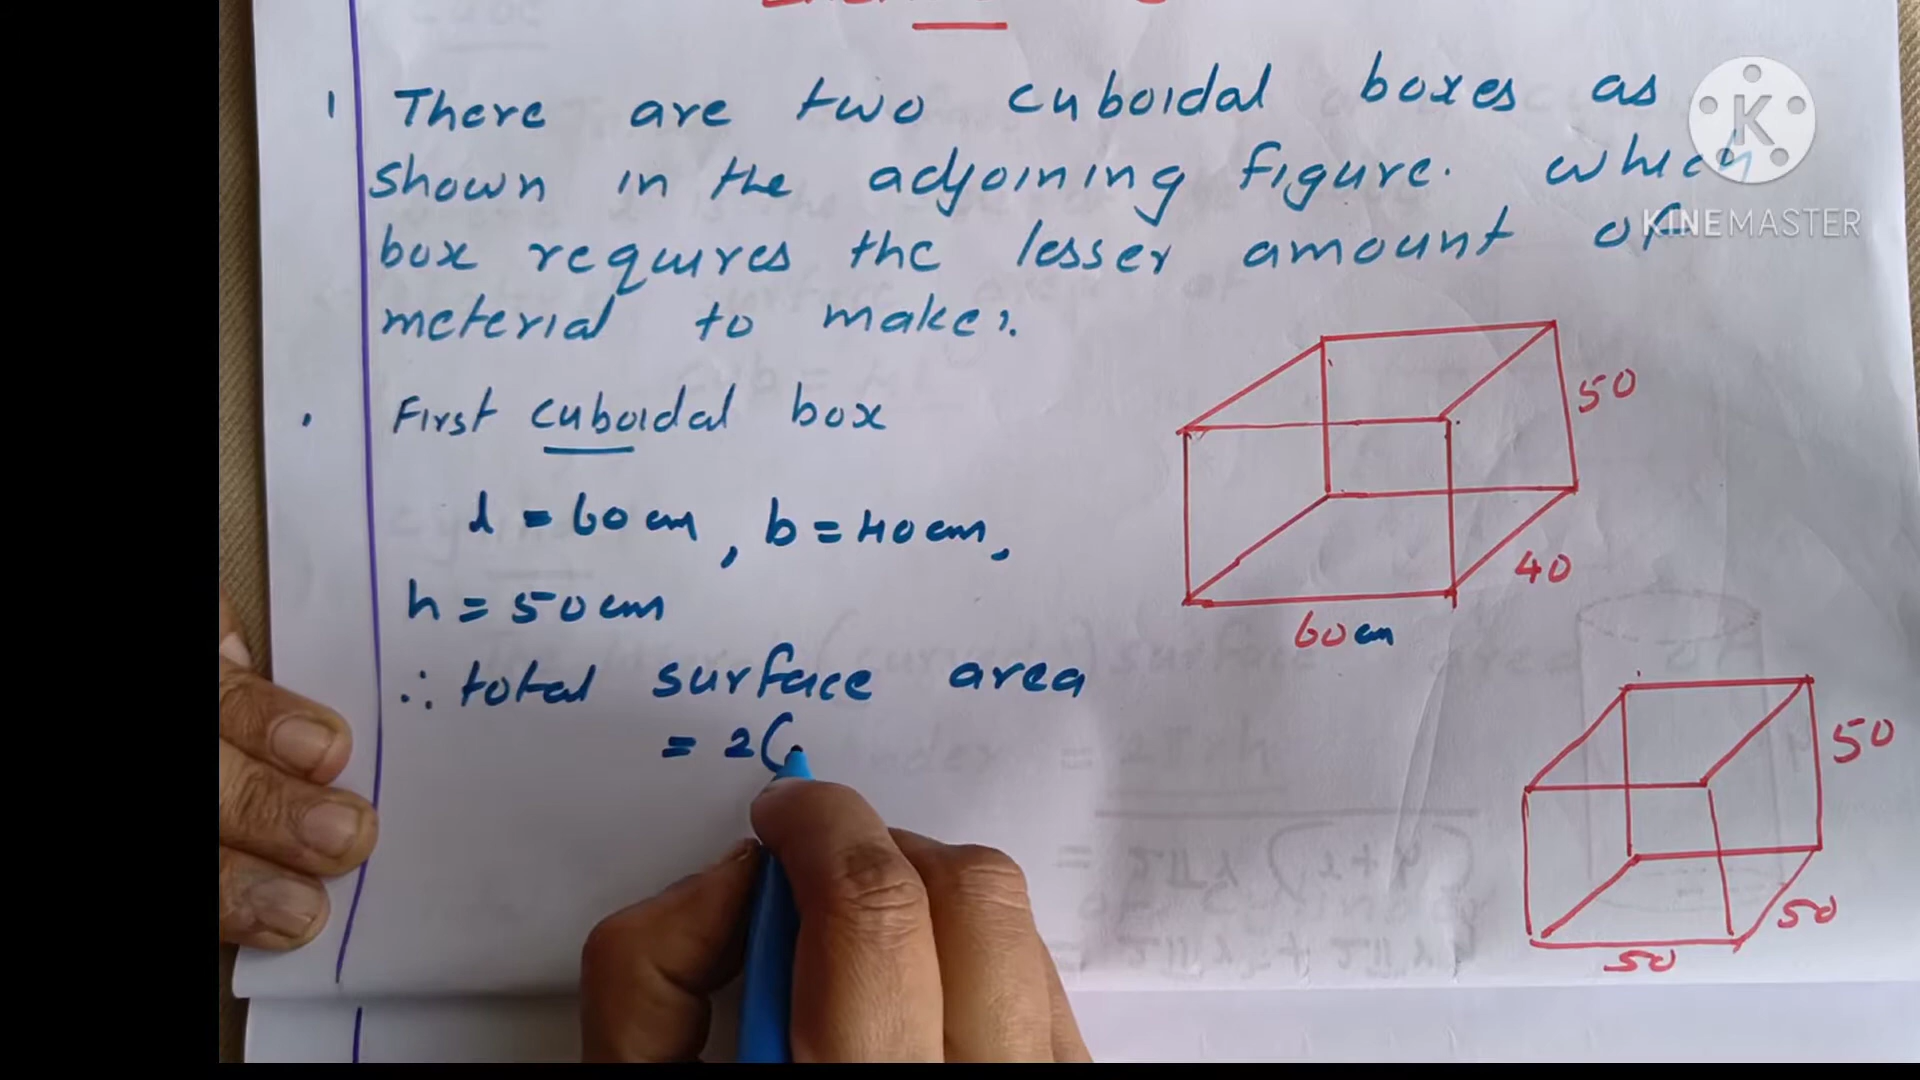 1 There are two cuboidal boxes as
shown in the adjoining figure. which
box requires the lesser amount of
meterial to make?.
. First cuboidal box
l = 60 cm, b = 40 cm.
h = 50 cm
∴ total surface area
= 2(
50
40
60 cm
50
50
50
K
KINEMASTER